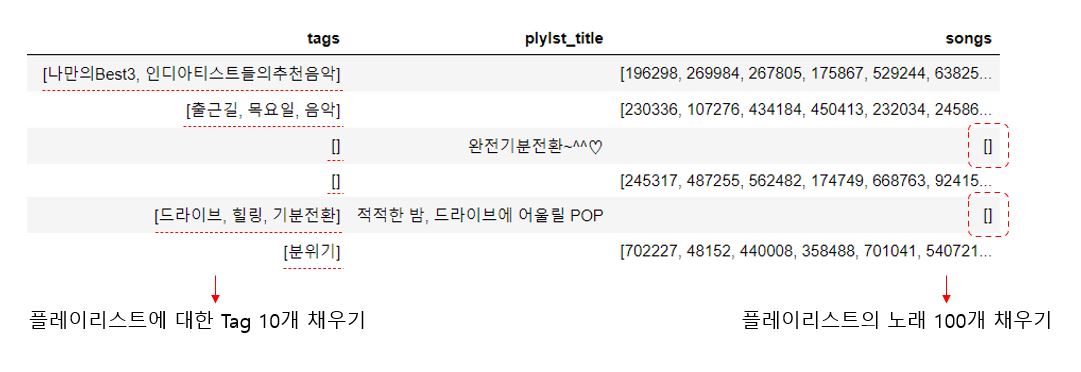 tags plylst_title songs
[나만의Best3, 인디아티스트들의추천음악] [196298, 269984, 267805, 175867, 529244, 63825...
[출근길, 목요일, 음악] [230336, 107276, 434184, 450413, 232034, 24586...
[] 완전기분전환~^^♡ []
[] [245317, 487255, 562482, 174749, 668763, 92415...
[드라이브, 힐링, 기분전환] 적적한 밤, 드라이브에 어울릴 POP []
[분위기] [702227, 48152, 440008, 358488, 701041, 540721...
플레이리스트에 대한 Tag 10개 채우기 플레이리스트의 노래 100개 채우기